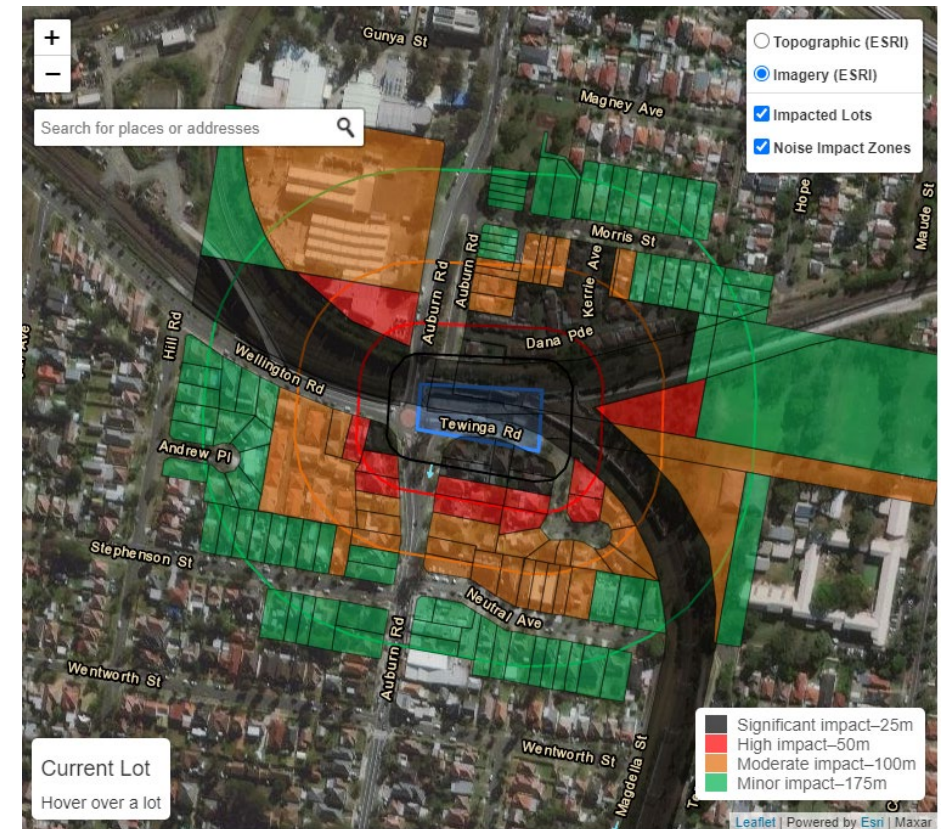 +
−
Search for places or addresses
Topographic (ESRI)
Imagery (ESRI)
Impacted Lots
Noise Impact Zones
Gunya St
Magney Ave
Hope
Maude St
Morris St
Auburn Rd
Auburn Rd
Kerrie Ave
Dana Pde
Hill Rd
Wellington Rd
Tewinga Rd
Andrew Pl
Stephenson St
Neutral Ave
Auburn Rd
Wentworth St
Wentworth St
Magdella St
Current Lot
Hover over a lot
Significant impact–25m
High impact–50m
Moderate impact–100m
Minor impact–175m
Leaflet | Powered by Esri | Maxar